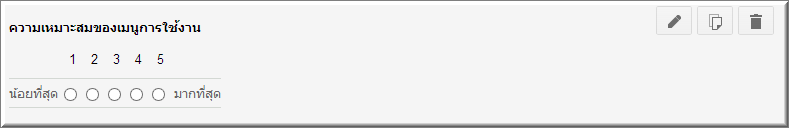 ความเหมาะสมของเมนูการใช้งาน
1 2 3 4 5
น้อยที่สุด มากที่สุด